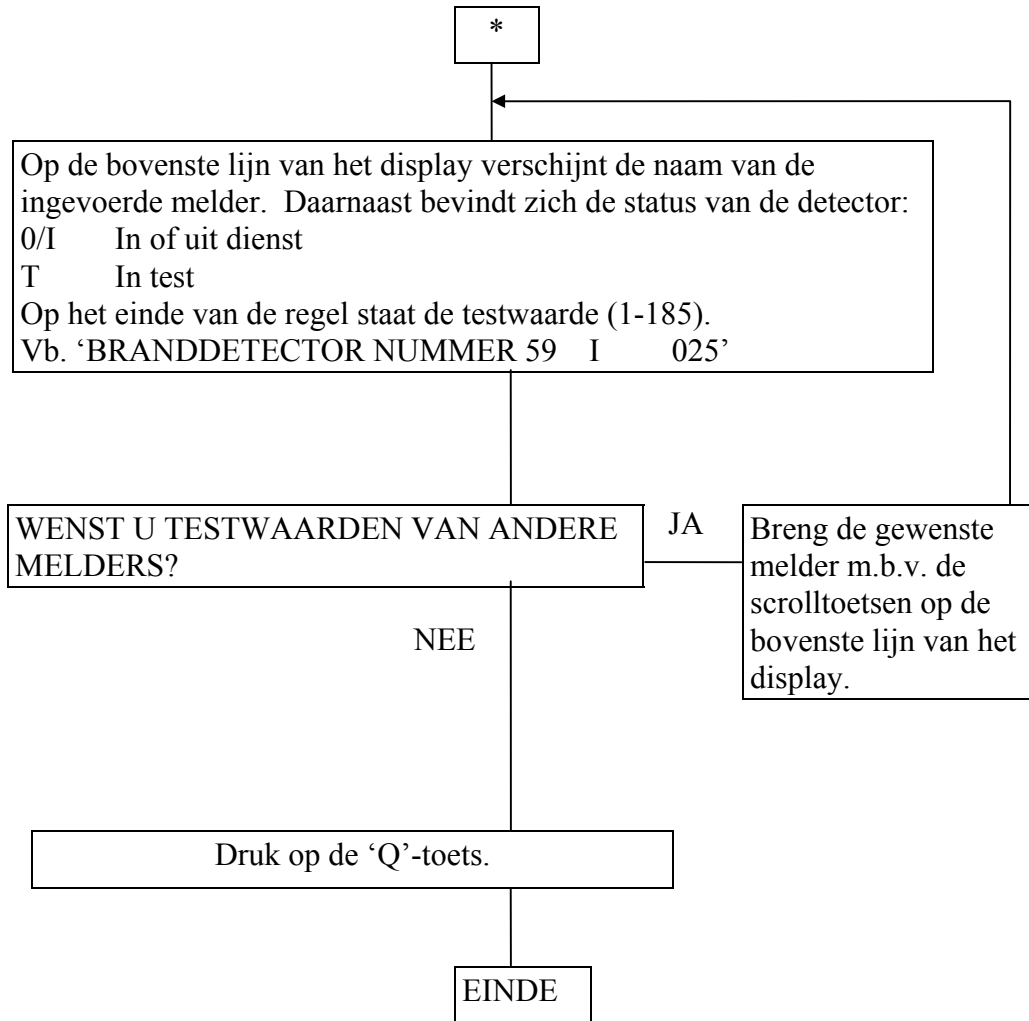 *
Op de bovenste lijn van het display verschijnt de naam van de
ingevoerde melder.  Daarnaast bevindt zich de status van de detector:
0/I In of uit dienst
T In test
Op het einde van de regel staat de testwaarde (1-185).
Vb. ‘BRANDDETECTOR NUMMER 59 I 025’
WENST U TESTWAARDEN VAN ANDERE
MELDERS?
JA
Breng de gewenste
melder m.b.v. de
scrolltoetsen op de
bovenste lijn van het
display.
NEE
Druk op de ‘Q’-toets.
EINDE